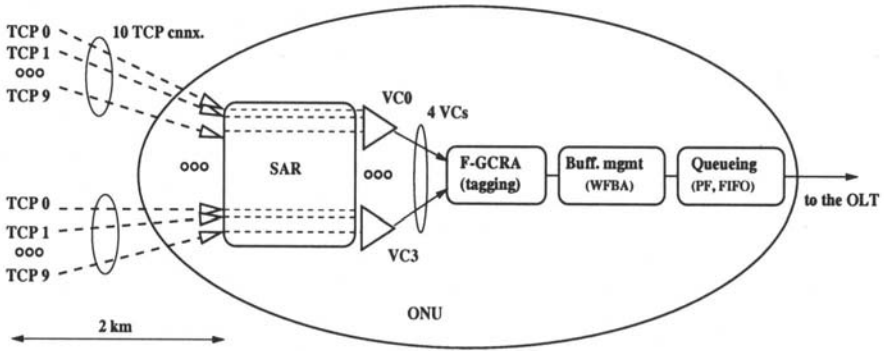 TCP 0
10 TCP cnnx.
TCP 1
ooo
TCP 9
VC0
4 VCs
ooo
SAR
ooo
F-GCRA
(tagging)
Buff. mgmt
(WFBA)
Queueing
(PF, FIFO)
to the OLT
TCP 0
TCP 1
ooo
TCP 9
VC3
ONU
2 km